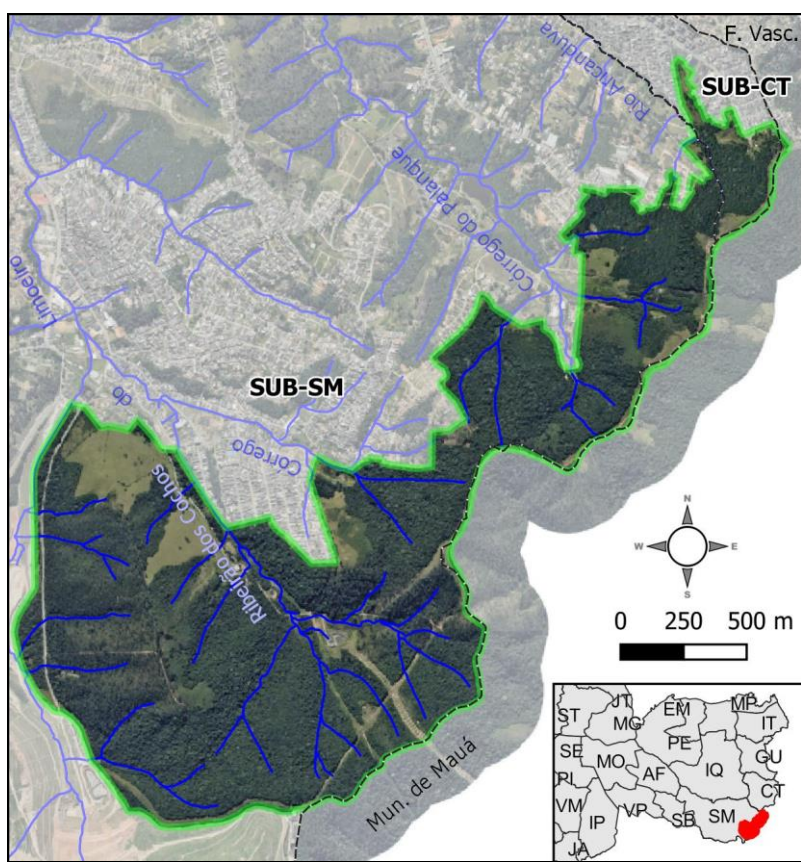 F. Vasc.
SUB-CT
Rio Aricanduva
Córrego do Palanque
Limoeiro
SUB-SM
do
Córrego
Ribeirão dos Cochos
N
W
E
S
0 250 500 m
Mun. de Mauá
JT
EM
MP
ST
MG
IT
SE
PE
GU
MO
IQ
AF
PI
CT
VM
VP
SM
IP
SB
JA